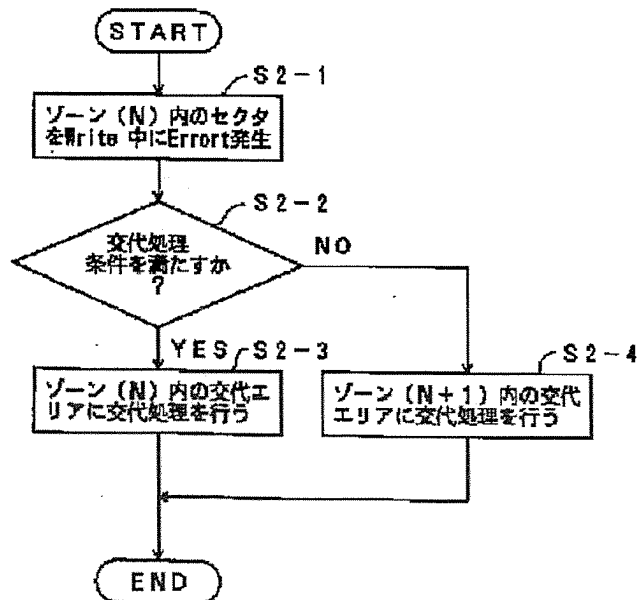 START
S2-1
ゾーン(N)内のセクタ
をWrite 中にErrort発生
S2-2
交代処理
条件を満たすか
?
NO
YES
S2-3
ゾーン(N)内の交代エ
リアに交代処理を行う
S2-4
ゾーン(N+1)内の交代
エリアに交代処理を行う
END